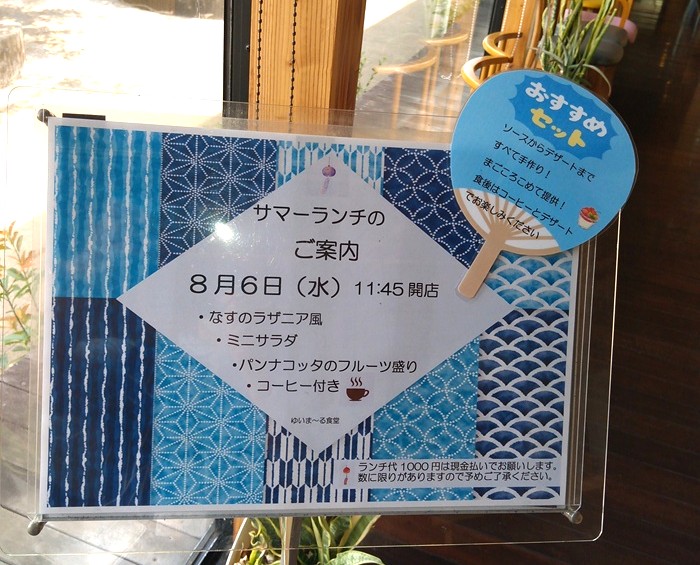 おすすめ
セット
ソースからデザートまで
すべて手作り！
まごころこめて提供！
食後はコーヒーとデザート
でお楽しみください
サマーランチの
ご案内
8月6日（水） 11:45 開店
・なすのラザニア風
・ミニサラダ
・パンナコッタのフルーツ盛り
・コーヒー付き
ゆいま～る食堂
ランチ代 1000 円は現金払いでお願いします。
数に限りがありますので予めご了承ください。